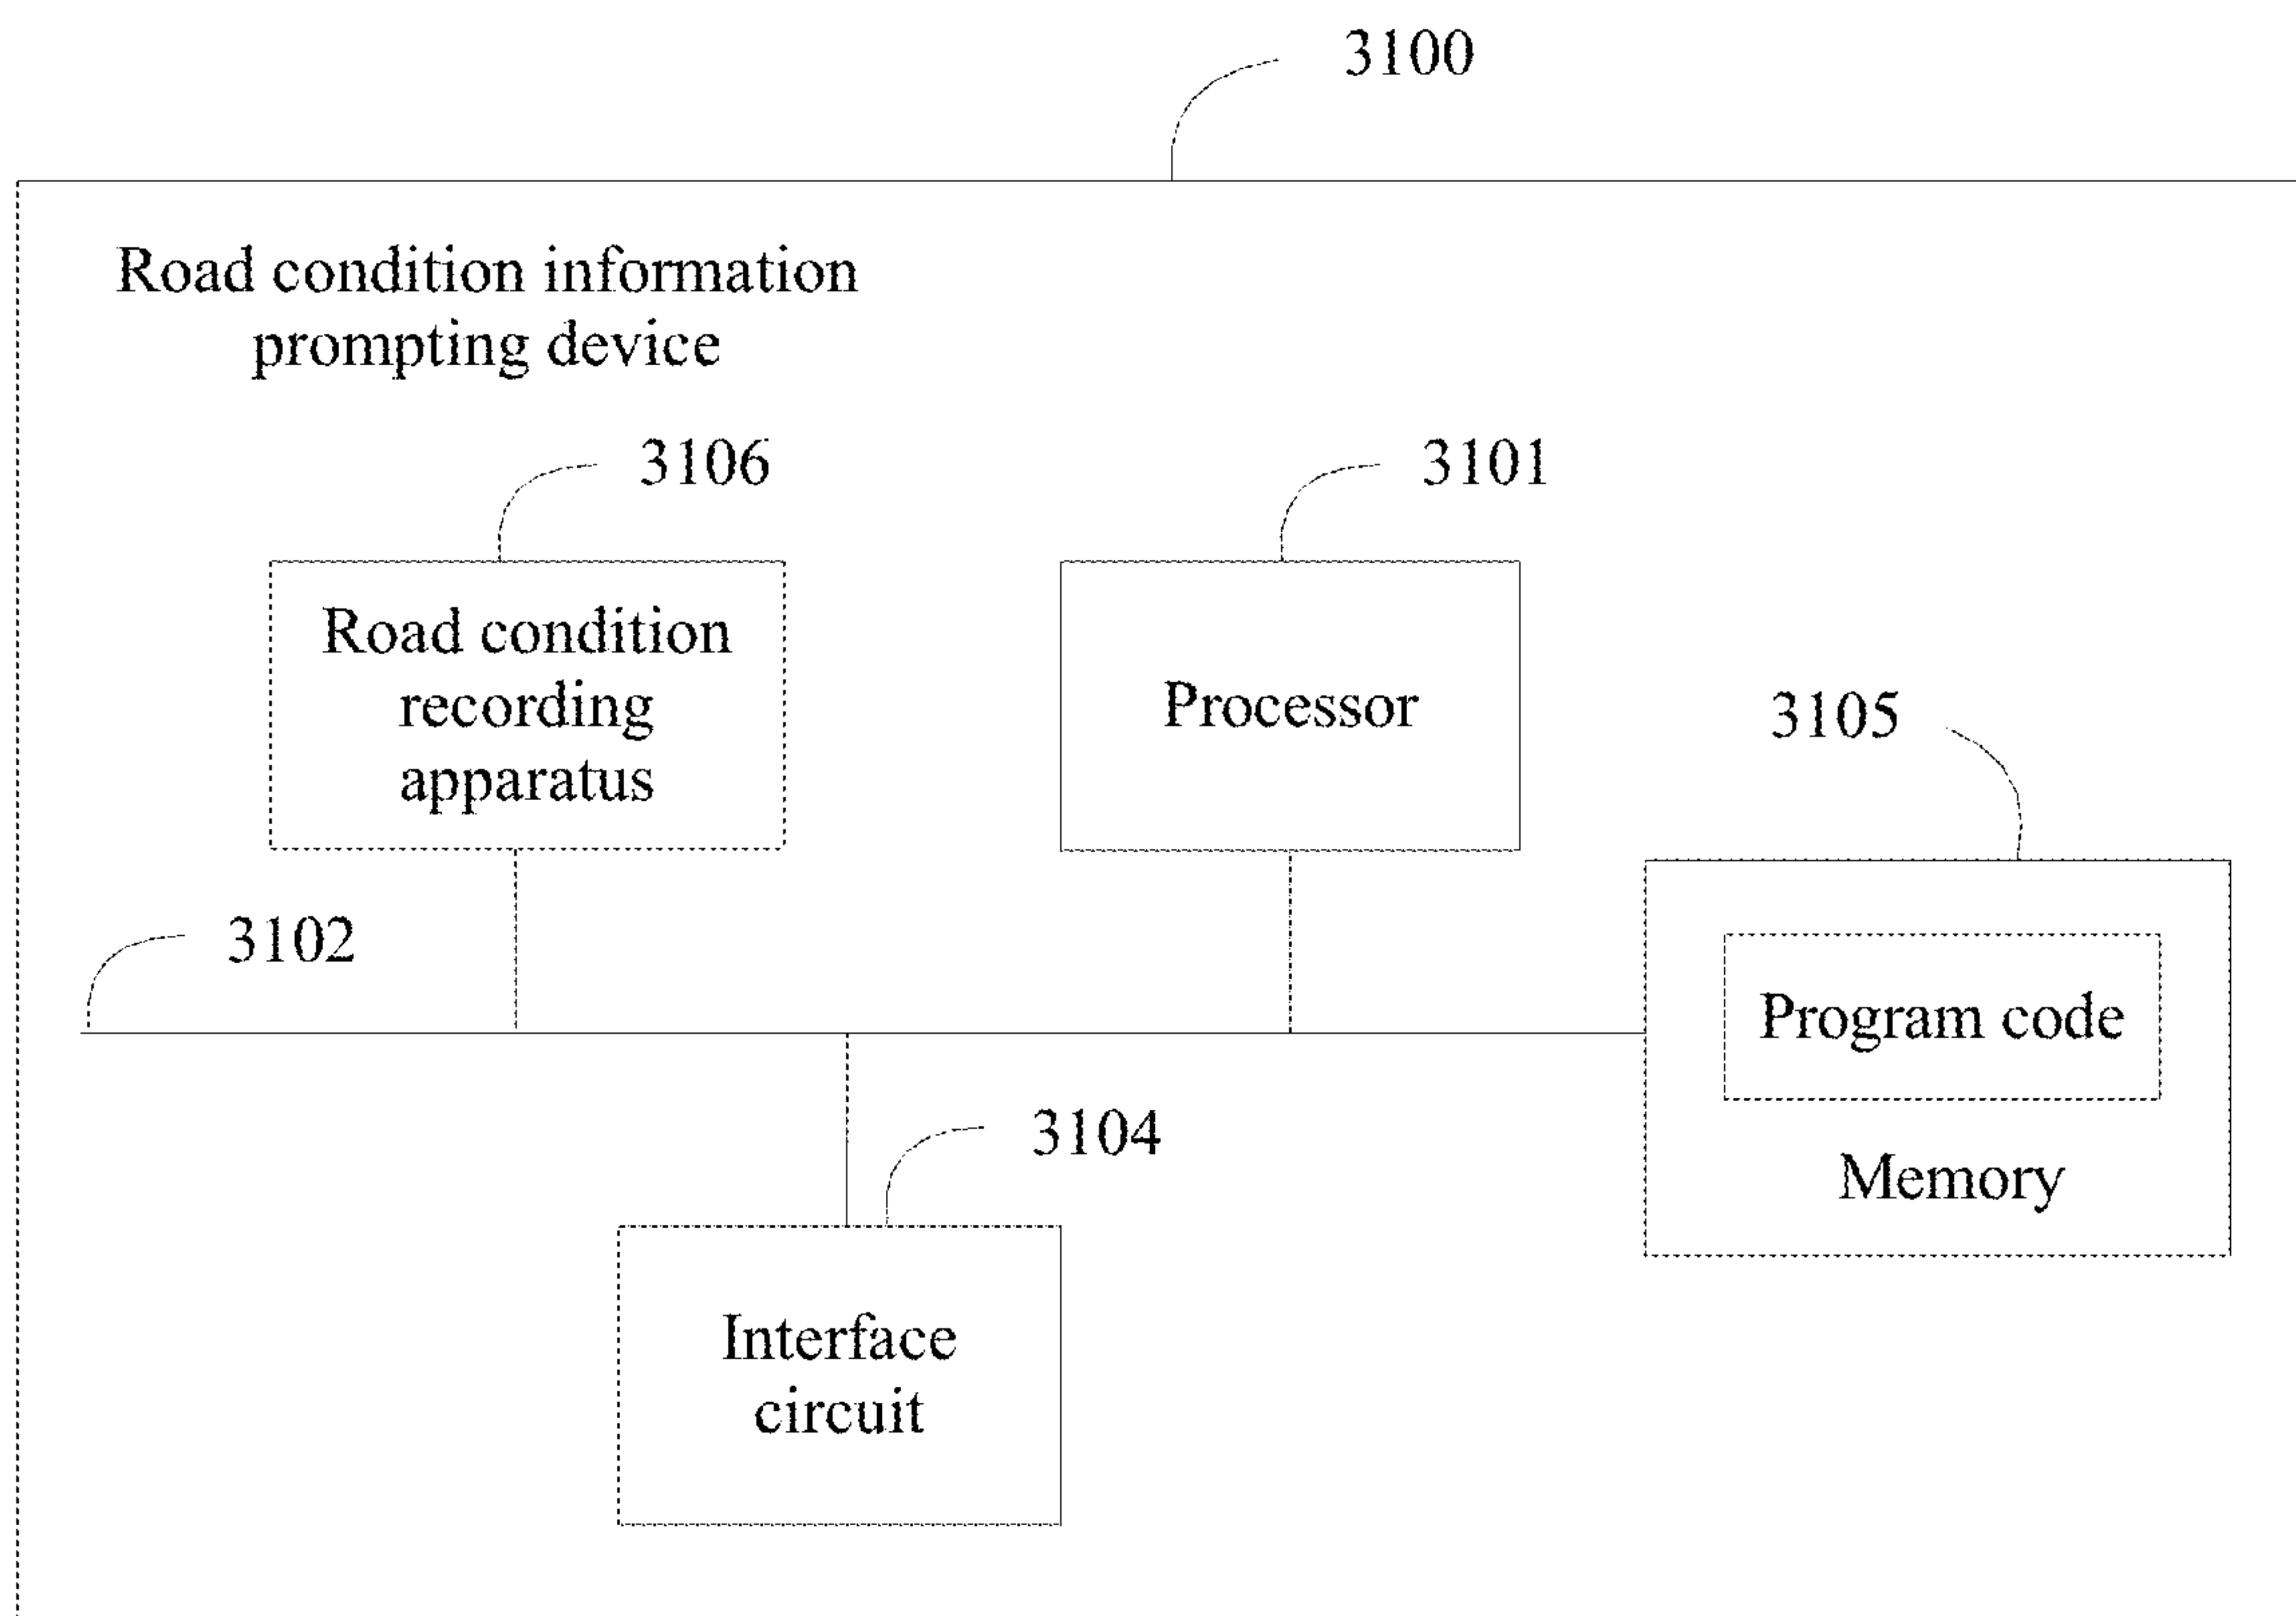 3100
Road condition information
prompting device
3106
3101
Road condition
recording
apparatus
Processor
3105
3102
Program code
3104
Memory
Interface
circuit